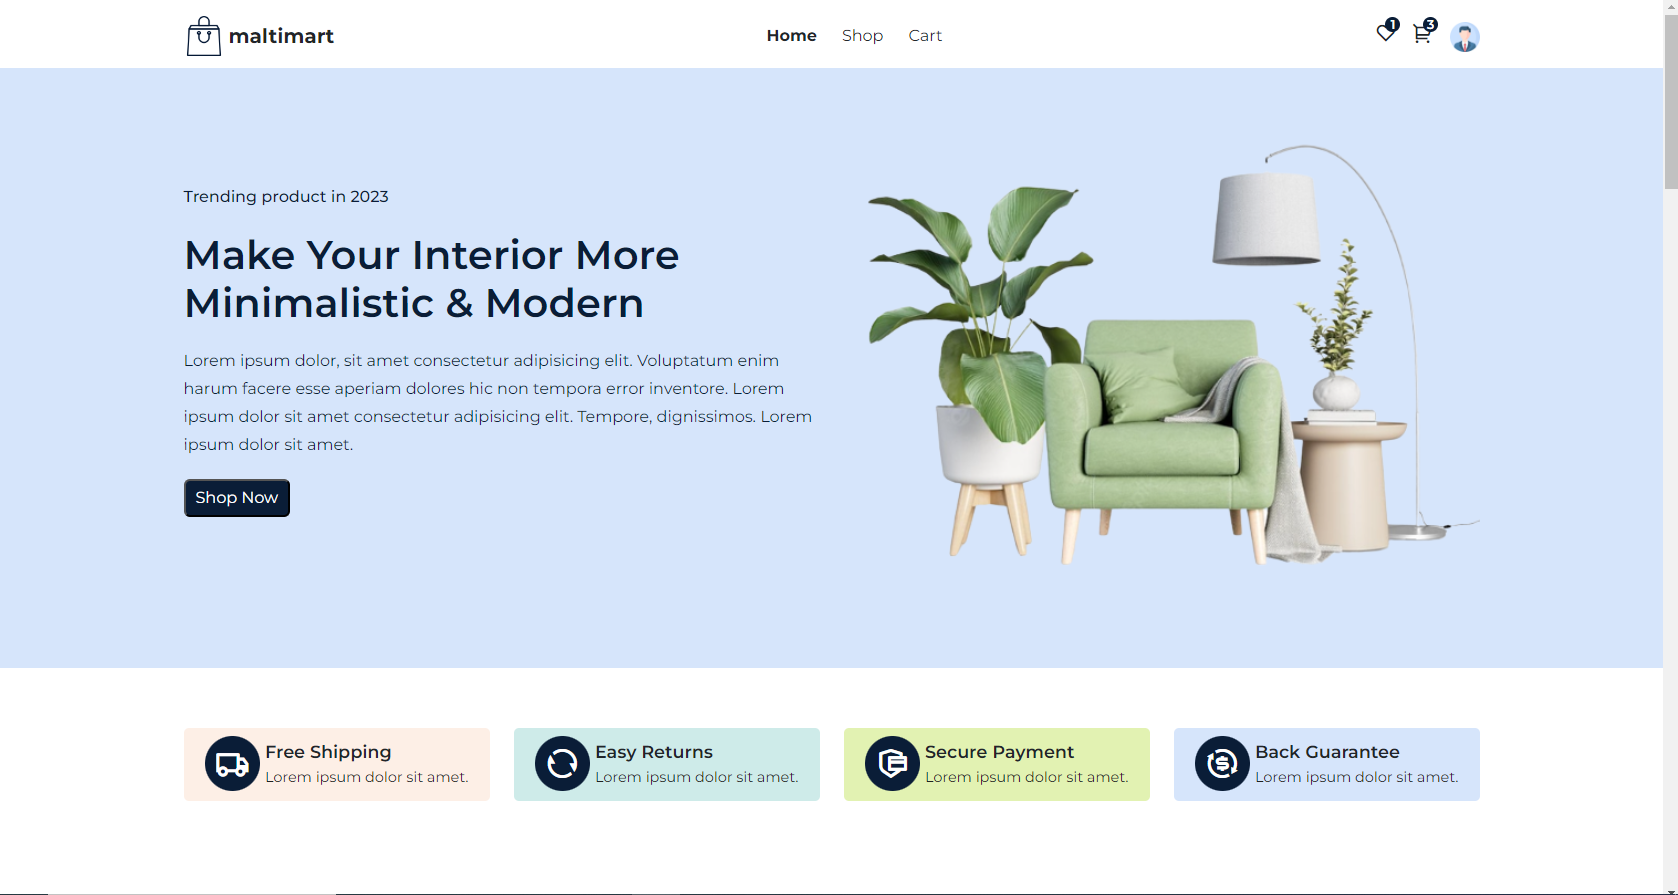 maltimart
Home Shop Cart
1 3
Trending product in 2023
Make Your Interior More
Minimalistic & Modern
Lorem ipsum dolor, sit amet consectetur adipisicing elit. Voluptatum enim
harum facere esse aperiam dolores hic non tempora error inventore. Lorem
ipsum dolor sit amet consectetur adipisicing elit. Tempore, dignissimos. Lorem
ipsum dolor sit amet.
Shop Now
Free Shipping
Lorem ipsum dolor sit amet.
Easy Returns
Lorem ipsum dolor sit amet.
Secure Payment
Lorem ipsum dolor sit amet.
Back Guarantee
Lorem ipsum dolor sit amet.